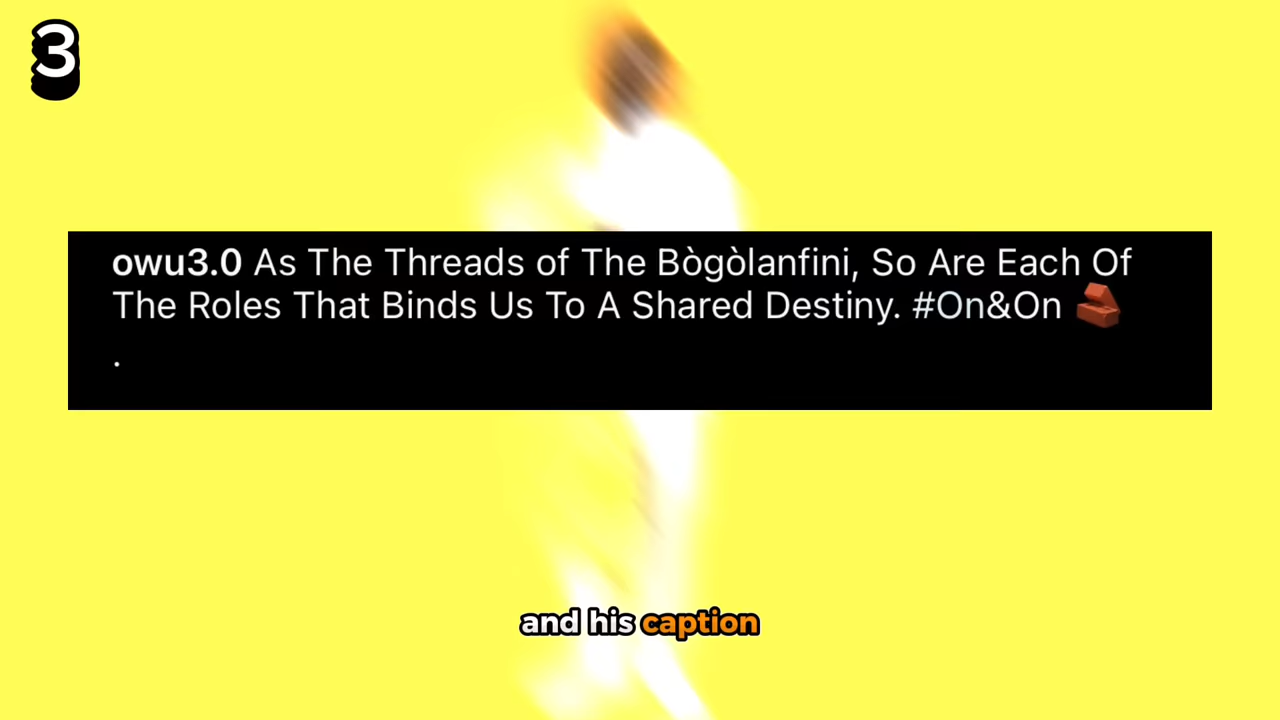 3
owu3.0 As The Threads of The Bògòlanfini, So Are Each Of
The Roles That Binds Us To A Shared Destiny. #On&On
.
and his caption